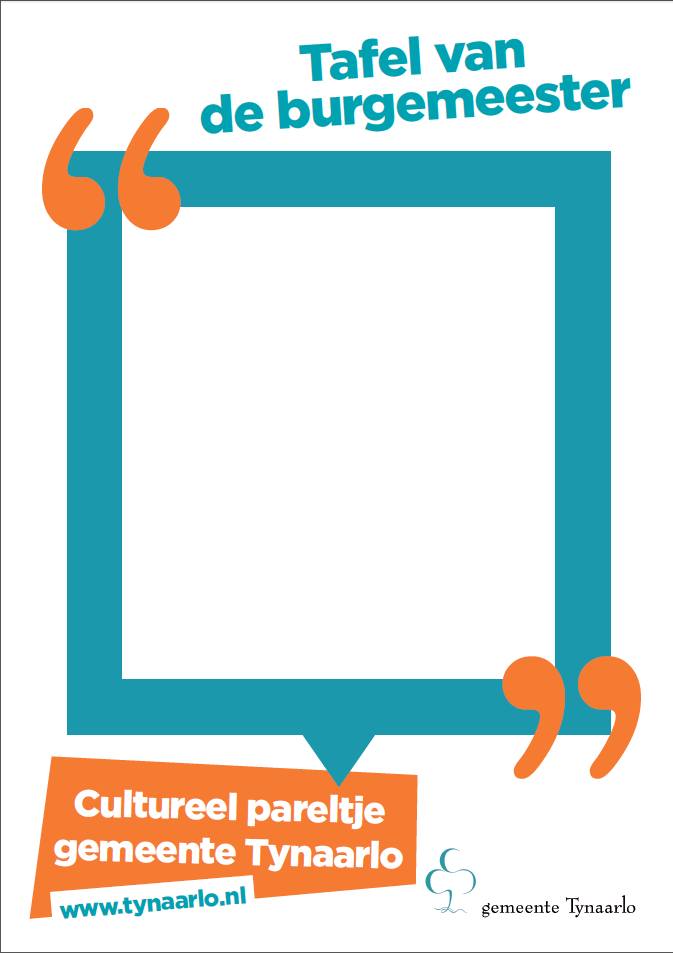 Tafel van
de burgemeester
“
”
Cultureel pareltje
gemeente Tynaarlo
www.tynaarlo.nl
gemeente Tynaarlo